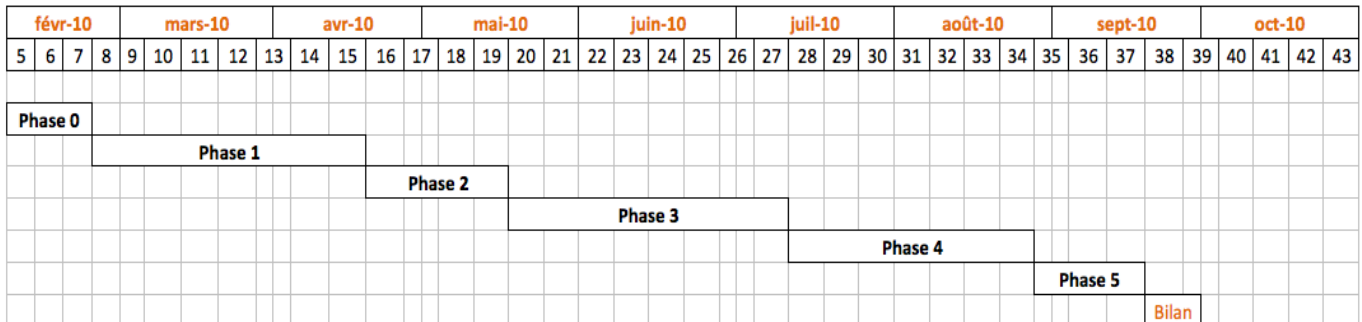 févr-10 mars-10 avr-10 mai-10 juin-10 juil-10 août-10 sept-10 oct-10
5 6 7 8 9 10 11 12 13 14 15 16 17 18 19 20 21 22 23 24 25 26 27 28 29 30 31 32 33 34 35 36 37 38 39 40 41 42 43
Phase 0
Phase 1
Phase 2
Phase 3
Phase 4
Phase 5
Bilan